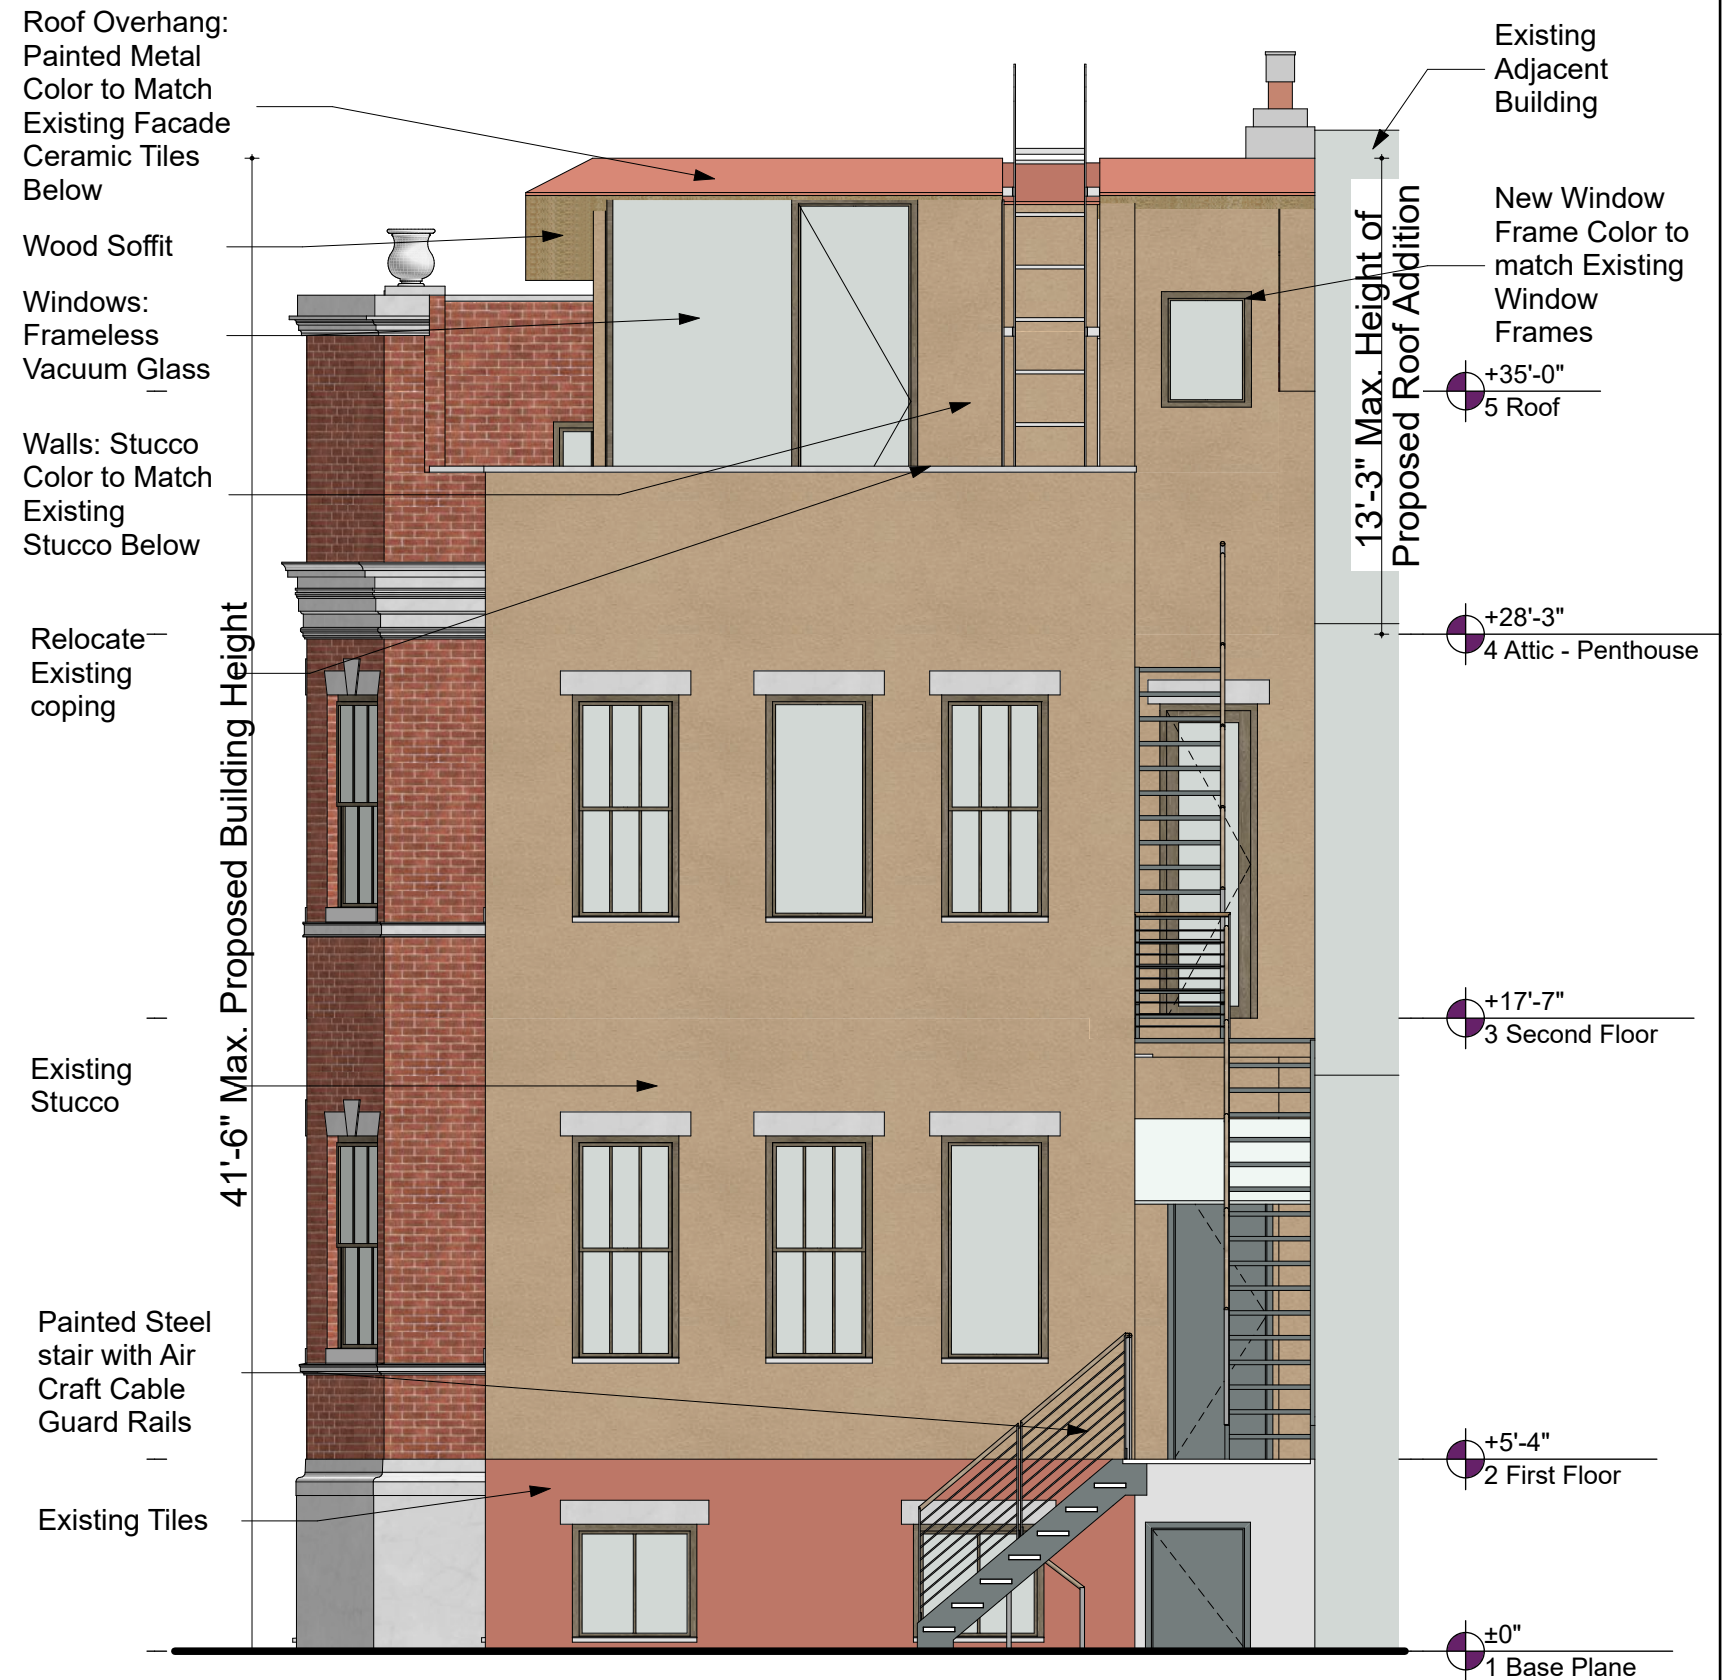 Roof Overhang:
Painted Metal
Color to Match
Existing Facade
Ceramic Tiles
Below
Wood Soffit
Windows:
Frameless
Vacuum Glass
Walls: Stucco
Color to Match
Existing
Stucco Below
Relocate
Existing
coping
41'-6" Max. Proposed Building Height
Existing
Stucco
Painted Steel
stair with Air
Craft Cable
Guard Rails
Existing Tiles
Existing
Adjacent
Building
New Window
Frame Color to
match Existing
Window
Frames
13'-3" Max. Height of
Proposed Roof Addition
+35'-0"
5 Roof
+28'-3"
4 Attic - Penthouse
+17'-7"
3 Second Floor
+5'-4"
2 First Floor
±0"
1 Base Plane